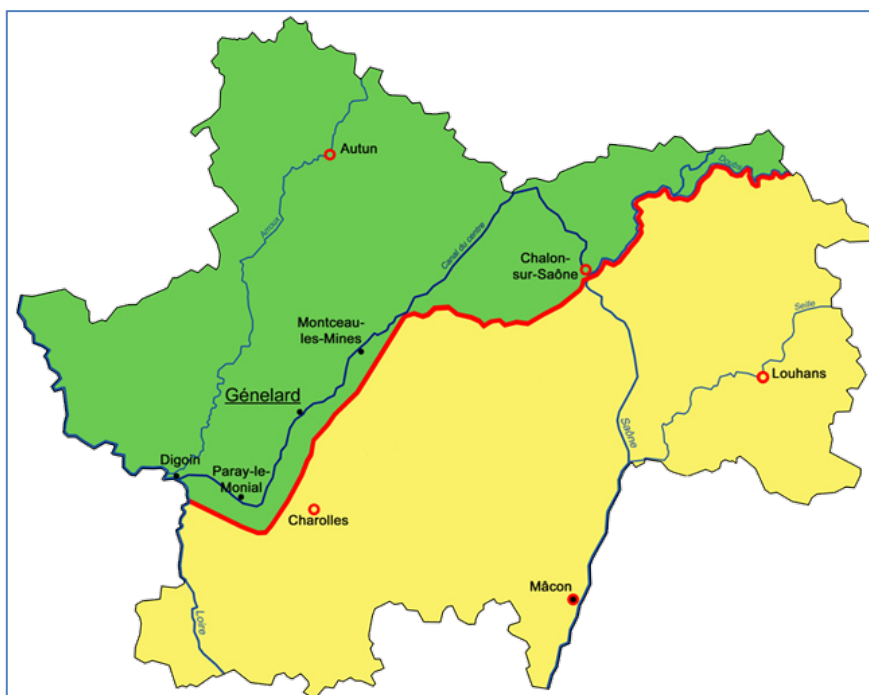 Autun
Doubs
Arroux
Canal du centre
Chalon-
sur-Saône
Seille
Montceau-
les-Mines
Louhans
Génelard
Saône
Digoin
Paray-le-
Monial
Charolles
Mâcon
Loire